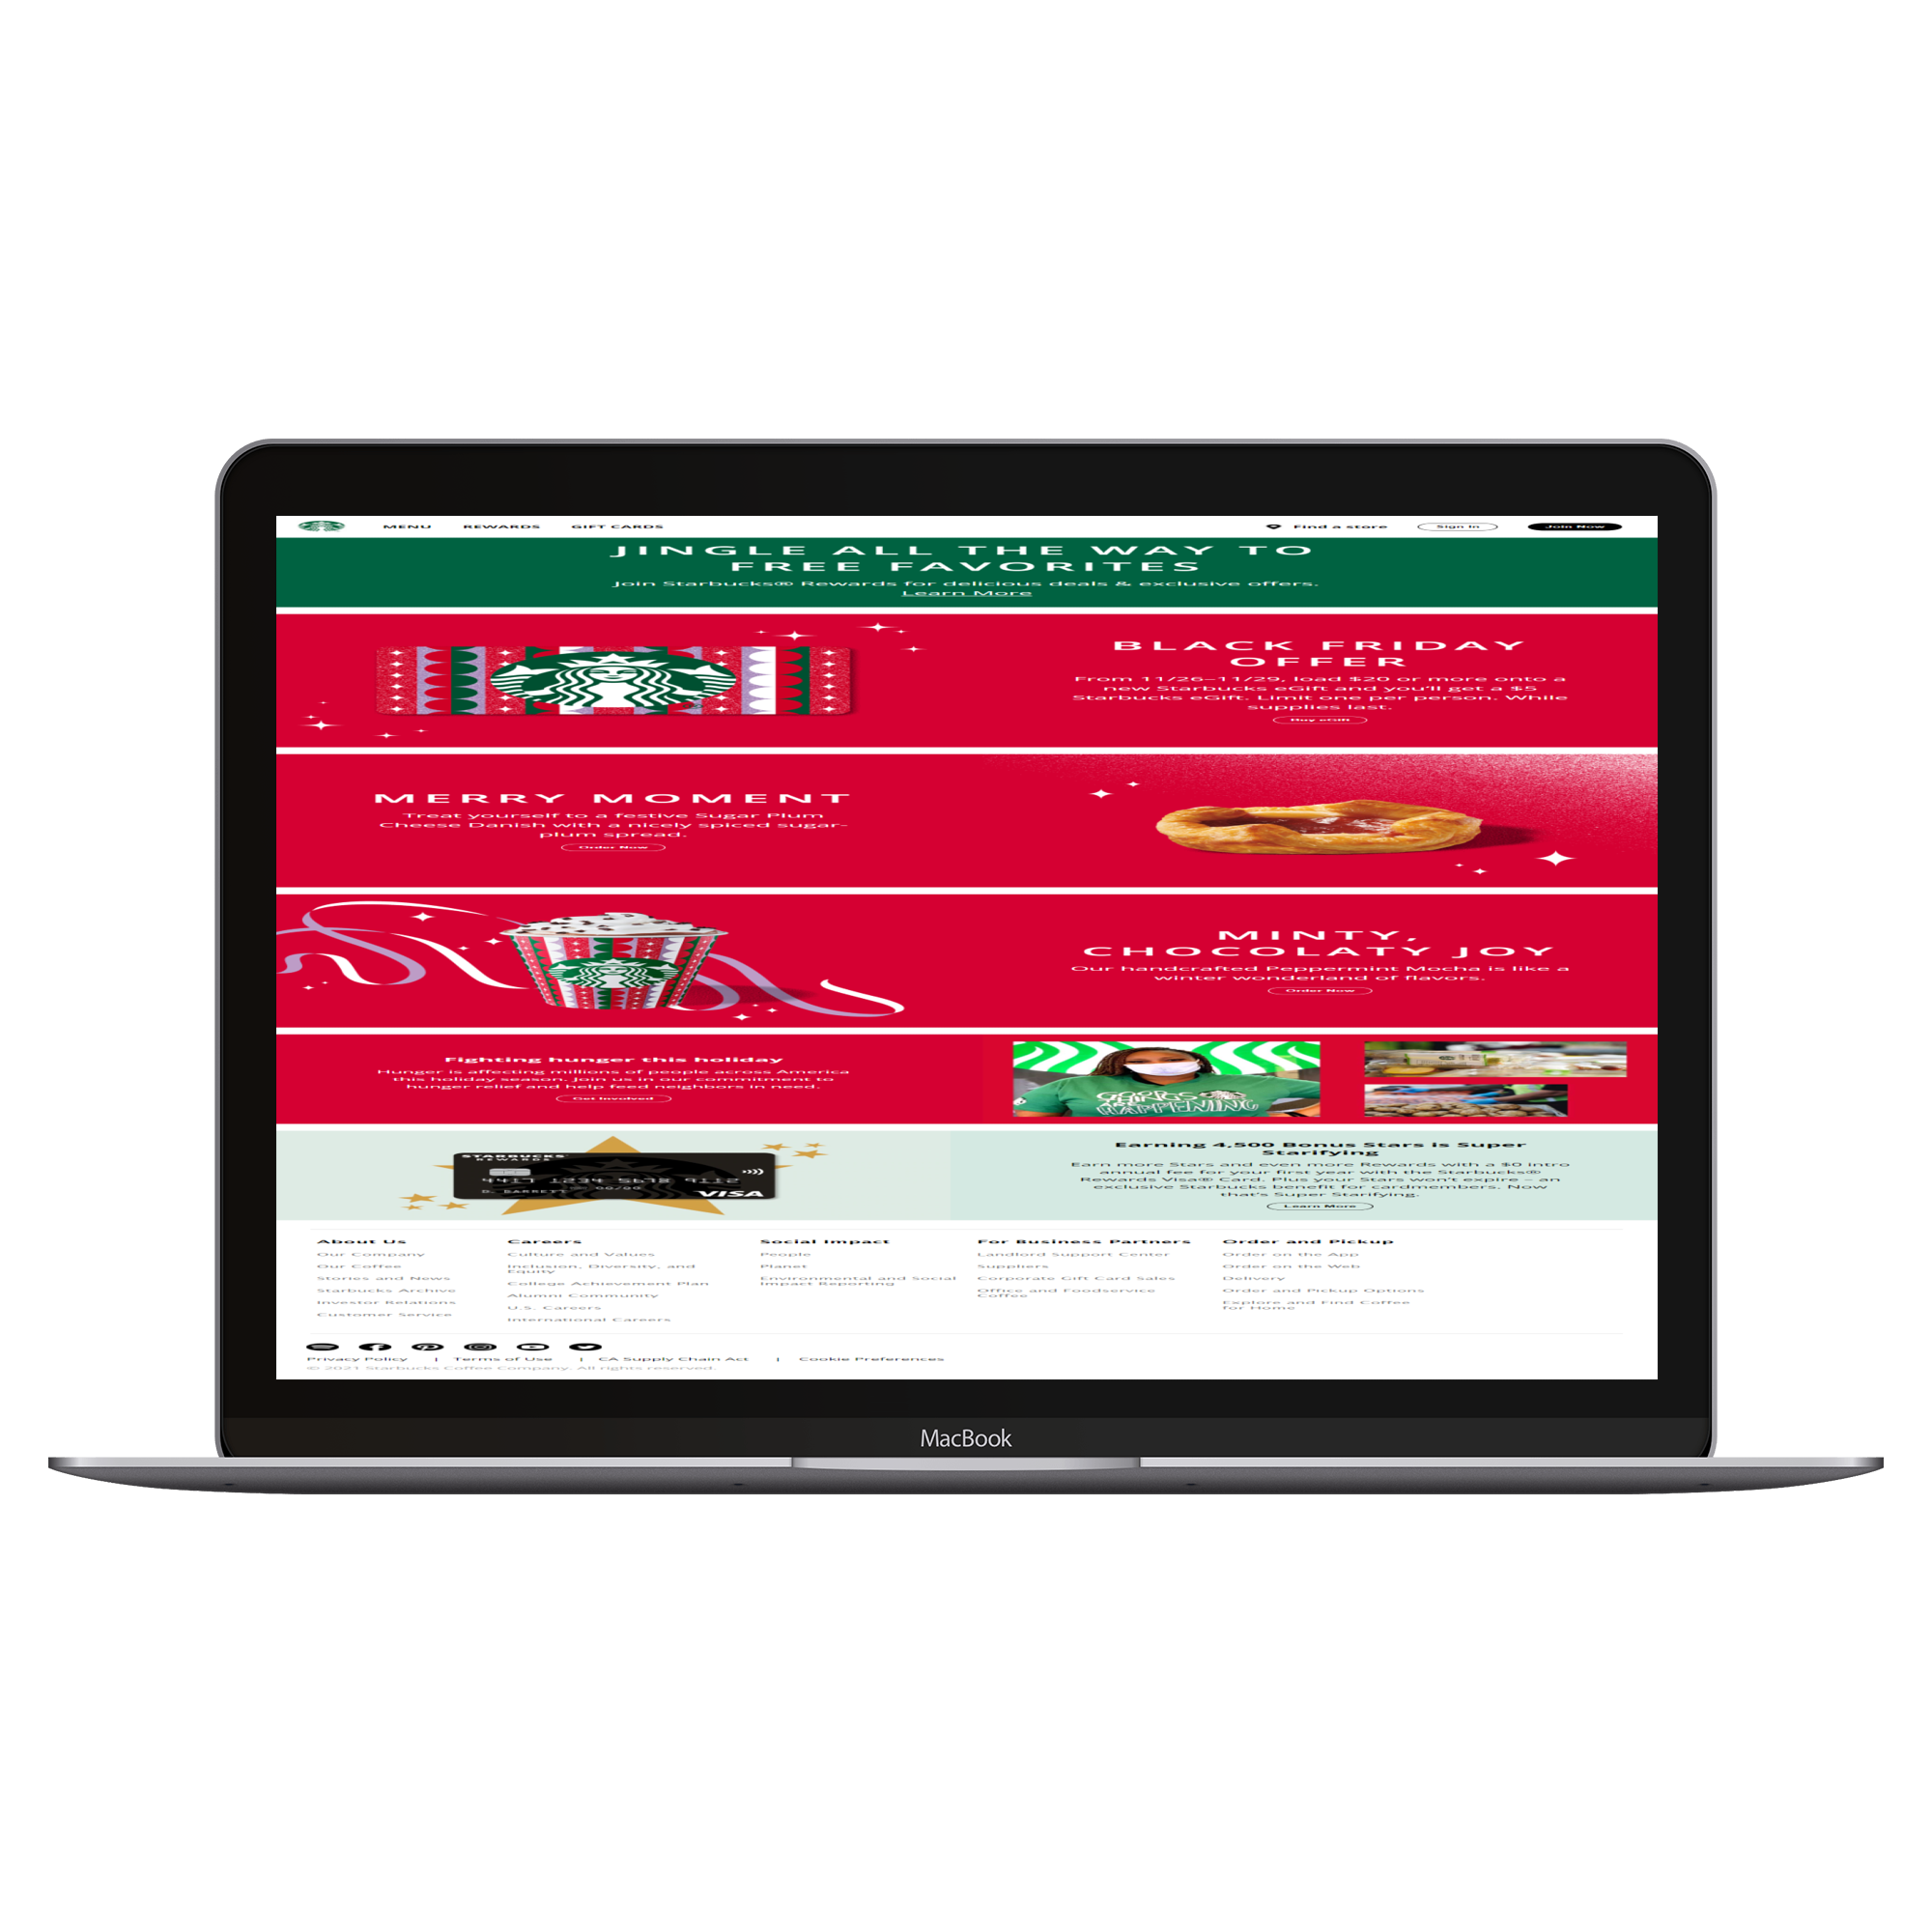 MENU REWARDS GIFT CARDS Find a store Sign in Join Now
JINGLE ALL THE WAY TO
FREE FAVORITES
Join Starbucks® Rewards for delicious deals & exclusive offers.
Learn More
BLACK FRIDAY
OFFER
From 11/26–11/29, load $20 or more onto a
new Starbucks eGift and you'll get a $5
Starbucks eGift. Limit one per person. While
supplies last.
Buy eGift
MERRY MOMENT
Treat yourself to a festive Sugar Plum
Cheese Danish with a nicely spiced sugar-
plum spread.
Order Now
MINTY,
CHOCOLATY JOY
Our handcrafted Peppermint Mocha is like a
winter wonderland of flavors.
Order Now
Fighting hunger this holiday
Hunger is affecting millions of people across America
this holiday season. Join us in our commitment to
hunger relief and help feed neighbors in need.
Get Involved
HAPPENING
STARBUCKS
REWARDS
D. BARRETT
VISA
Earning 4,500 Bonus Stars is Super
Starifying
Earn more Stars and even more Rewards with a $0 intro
annual fee for your first year with the Starbucks®
Rewards Visa® Card. Plus your Stars won't expire – an
exclusive Starbucks benefit for cardmembers. Now
that's Super Starifying.
Learn More
About Us
Our Company
Our Coffee
Stories and News
Starbucks Archive
Investor Relations
Customer Service
Careers
Culture and Values
Inclusion, Diversity, and
Equity
College Achievement Plan
Alumni Community
U.S. Careers
International Careers
Social Impact
People
Planet
Environmental and Social
Impact Reporting
For Business Partners
Landlord Support Center
Suppliers
Corporate Gift Card Sales
Office and Foodservice
Coffee
Order and Pickup
Order on the App
Order on the Web
Delivery
Order and Pickup Options
Explore and Find Coffee
for Home
Privacy Policy | Terms of Use | CA Supply Chain Act | Cookie Preferences
© 2021 Starbucks Coffee Company. All rights reserved.
MacBook